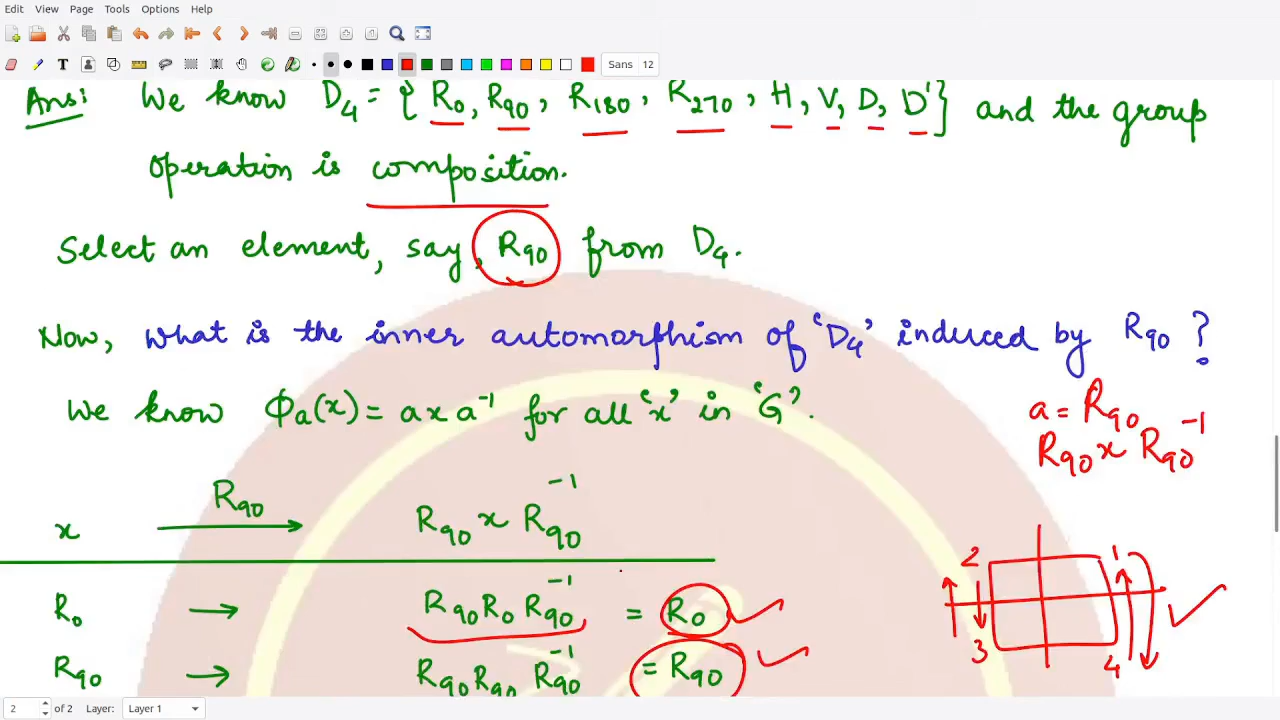 Edit View Page Tools Options Help
Sans 12
Ans: We know D4 = { R0, R90, R180, R270, H, V, D, D' } and the group
operation is composition.
Select an element, say, R90 from D4.
Now, what is the inner automorphism of 'D4' induced by R90 ?
We know Φa(x) = a x a⁻¹ for all 'x' in 'G'.
a = R90
R90 x R90⁻¹
x R90 → R90 x R90⁻¹
2 1
3 4
R0 → R90 R0 R90⁻¹ = R0
R90 → R90 R90 R90⁻¹ = R90
2 of 2 Layer: Layer 1